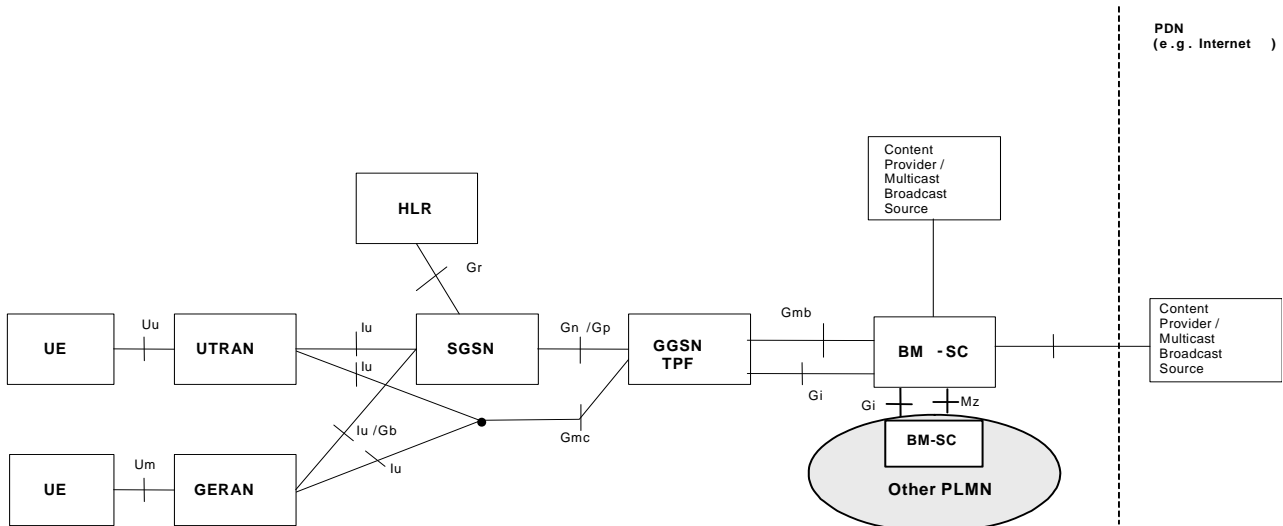 PDN
(e.g. Internet )
Content
Provider /
Multicast
Broadcast
Source
HLR
Gr
Uu
Iu
Gn /Gp
Gmb
UE
UTRAN
SGSN
GGSN
TPF
BM -SC
Content
Provider /
Multicast
Broadcast
Source
Iu
Gi
Gi
Mz
Iu /Gb
Gmc
BM-SC
Um
Iu
UE
GERAN
Other PLMN